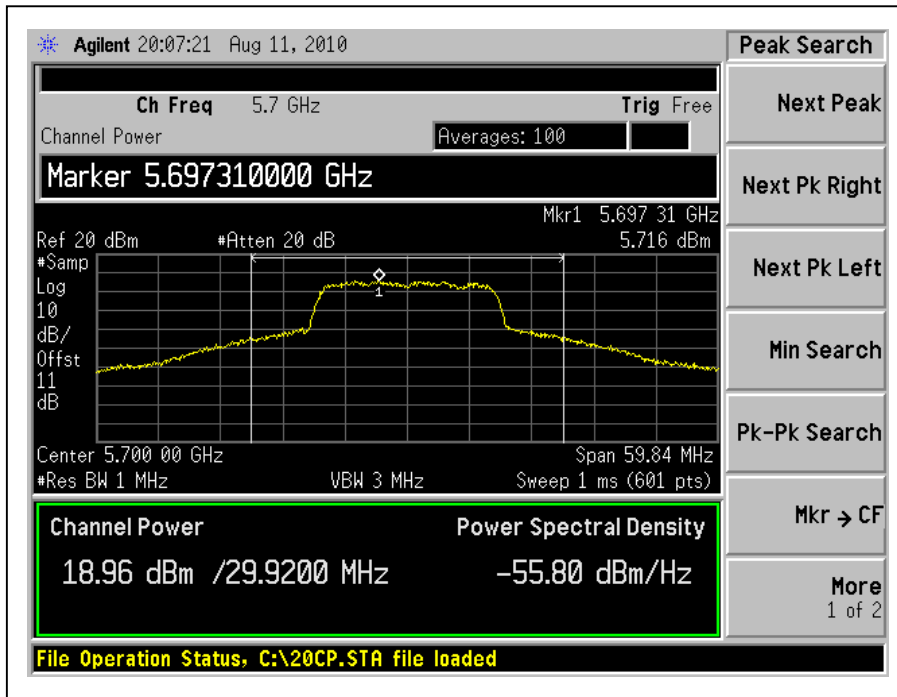 Agilent 20:07:21 Aug 11, 2010
Peak Search
Ch Freq 5.7 GHz Trig Free
Channel Power Averages: 100
Marker 5.697310000 GHz
Mkr1 5.697 31 GHz
Ref 20 dBm #Atten 20 dB 5.716 dBm
#Samp
Log
10
dB/
Offst
11
dB
1
Center 5.700 00 GHz Span 59.84 MHz
#Res BW 1 MHz VBW 3 MHz Sweep 1 ms (601 pts)
Channel Power Power Spectral Density
18.96 dBm /29.9200 MHz -55.80 dBm/Hz
File Operation Status, C:\20CP.STA file loaded
Next Peak
Next Pk Right
Next Pk Left
Min Search
Pk-Pk Search
Mkr → CF
More
1 of 2